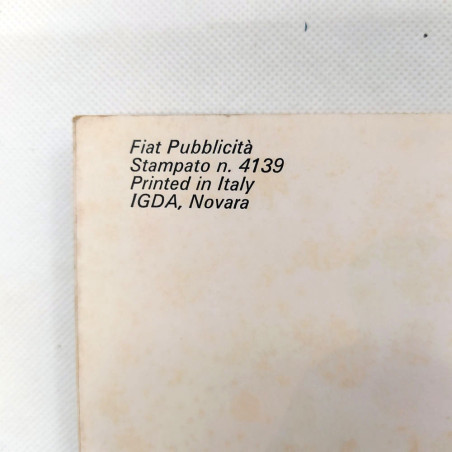 Fiat Pubblicità
Stampato n. 4139
Printed in Italy
IGDA, Novara